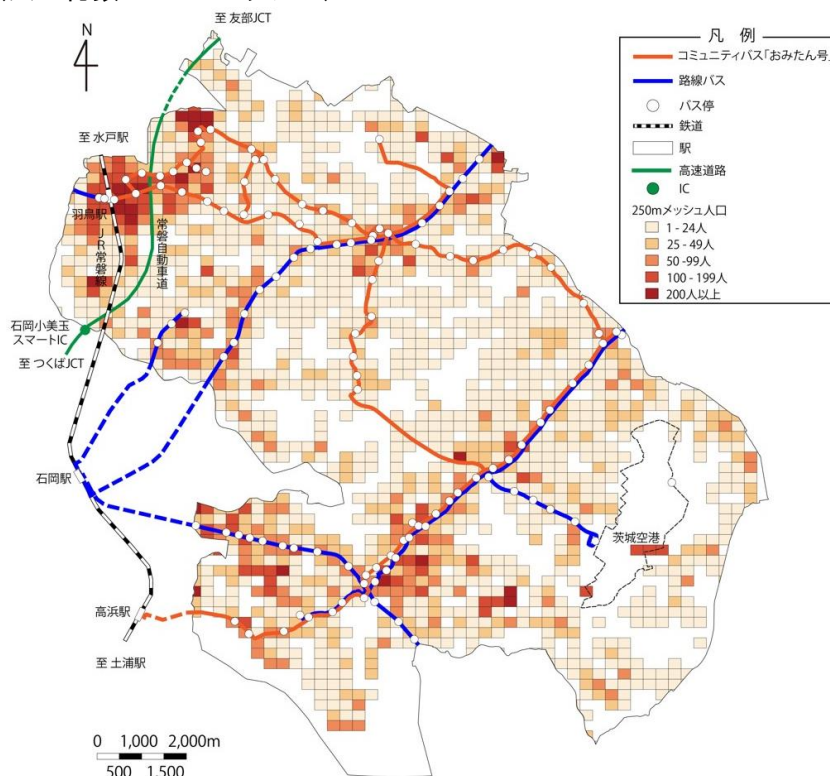 至 友部JCT
N
至 水戸駅
羽鳥駅
JR常磐線
常磐自動車道
石岡小美玉
スマートIC
至 つくばJCT
石岡駅
高浜駅
至 土浦駅
茨城空港
0 1,000 2,000m
500 1,500
凡 例
コミュニティバス「おみたん号」
路線バス
バス停
鉄道
駅
高速道路
IC
250mメッシュ人口
1 - 24人
25 - 49人
50 -99人
100 - 199人
200人以上